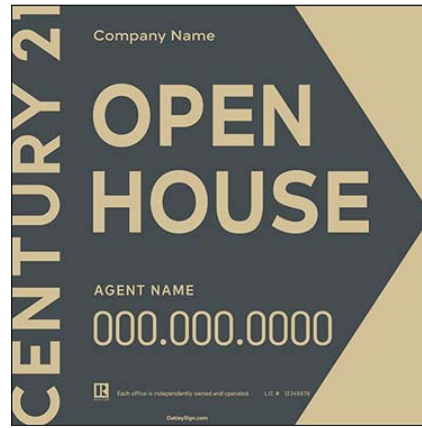 CENTURY 21
Company Name
OPEN
HOUSE
AGENT NAME
000.000.0000
R
Each office is independently owned and operated.
LIC # 12345678
OakleySign.com